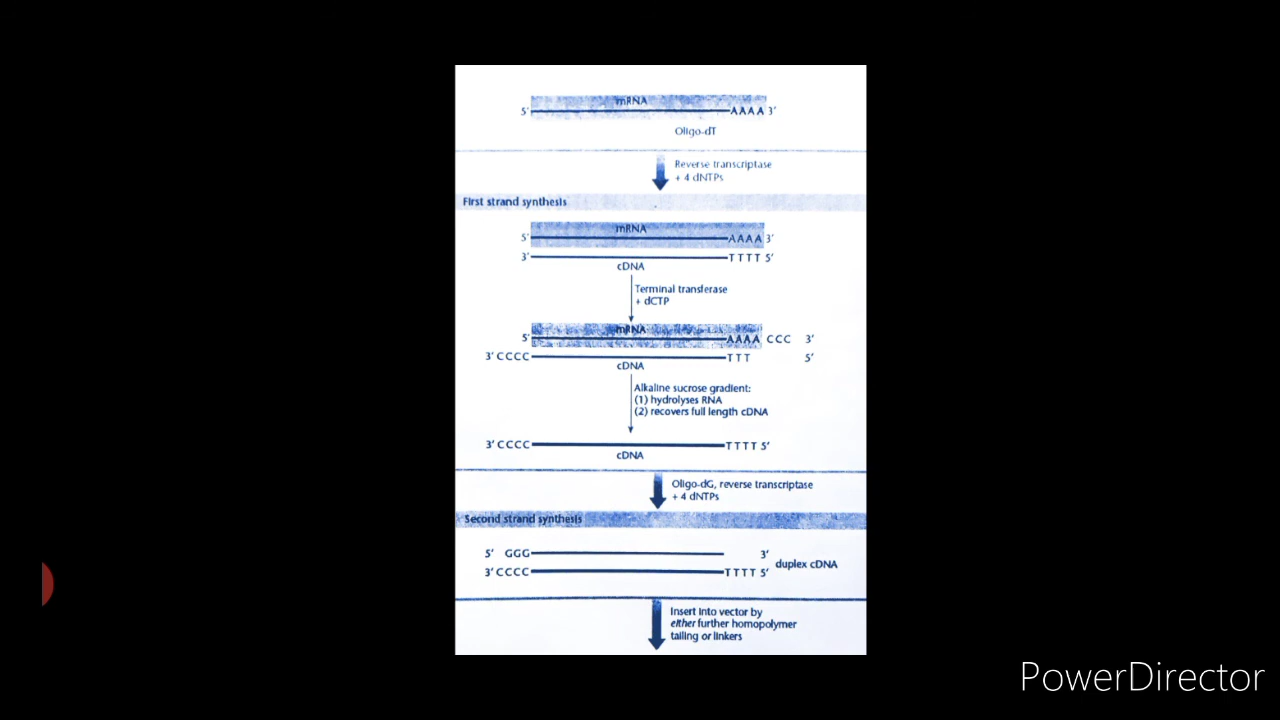 mRNA
5′ AAAA 3′
Oligo-dT
Reverse transcriptase
+ 4 dNTPs
First strand synthesis
mRNA
5′ AAAA 3′
3′ TTTT 5′
cDNA
Terminal transferase
+ dCTP
mRNA
5′ AAAA CCC 3′
3′ CCCC TTT 5′
cDNA
Alkaline sucrose gradient:
(1) hydrolyses RNA
(2) recovers full length cDNA
3′ CCCC TTTT 5′
cDNA
Oligo-dG, reverse transcriptase
+ 4 dNTPs
Second strand synthesis
5′ GGG 3′
duplex cDNA
3′ CCCC TTTT 5′
Insert into vector by
either further homopolymer
tailing or linkers
PowerDirector